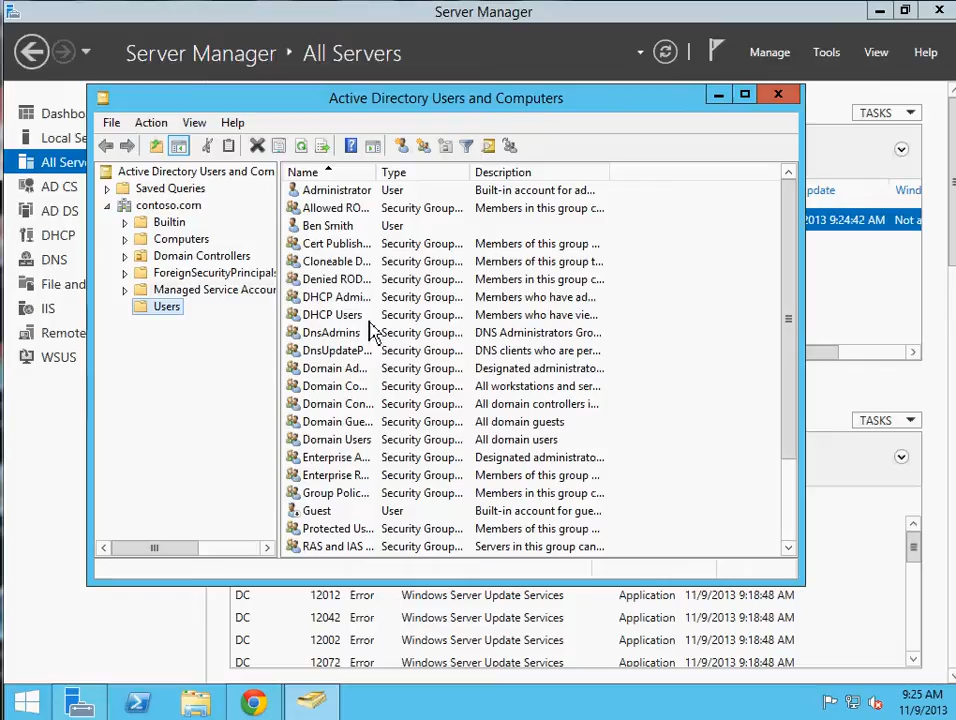 Server Manager
Server Manager • All Servers
Manage Tools View Help
Dashbo
Local Se
All Serv
AD CS
AD DS
DHCP
DNS
File and
IIS
Remote
WSUS
TASKS
update Wind
2013 9:24:42 AM Not a
TASKS
Active Directory Users and Computers
File Action View Help
Active Directory Users and Com
Saved Queries
contoso.com
Builtin
Computers
Domain Controllers
ForeignSecurityPrincipals
Managed Service Accour
Users
Name Type Description
Administrator User Built-in account for ad...
Allowed RO... Security Group... Members in this group c...
Ben Smith User
Cert Publish... Security Group... Members of this group ...
Cloneable D... Security Group... Members of this group t...
Denied ROD... Security Group... Members in this group c...
DHCP Admi... Security Group... Members who have ad...
DHCP Users Security Group... Members who have vie...
DnsAdmins Security Group... DNS Administrators Gro...
DnsUpdateP... Security Group... DNS clients who are per...
Domain Ad... Security Group... Designated administrato...
Domain Co... Security Group... All workstations and ser...
Domain Con... Security Group... All domain controllers i...
Domain Gue... Security Group... All domain guests
Domain Users Security Group... All domain users
Enterprise A... Security Group... Designated administrato...
Enterprise R... Security Group... Members of this group ...
Group Polic... Security Group... Members in this group c...
Guest User Built-in account for gue...
Protected Us... Security Group... Members of this group ...
RAS and IAS ... Security Group... Servers in this group can...
DC 12012 Error Windows Server Update Services Application 11/9/2013 9:18:48 AM
DC 12042 Error Windows Server Update Services Application 11/9/2013 9:18:48 AM
DC 12002 Error Windows Server Update Services Application 11/9/2013 9:18:48 AM
DC 12072 Error Windows Server Update Services Application 11/9/2013 9:18:48 AM
9:25 AM
11/9/2013